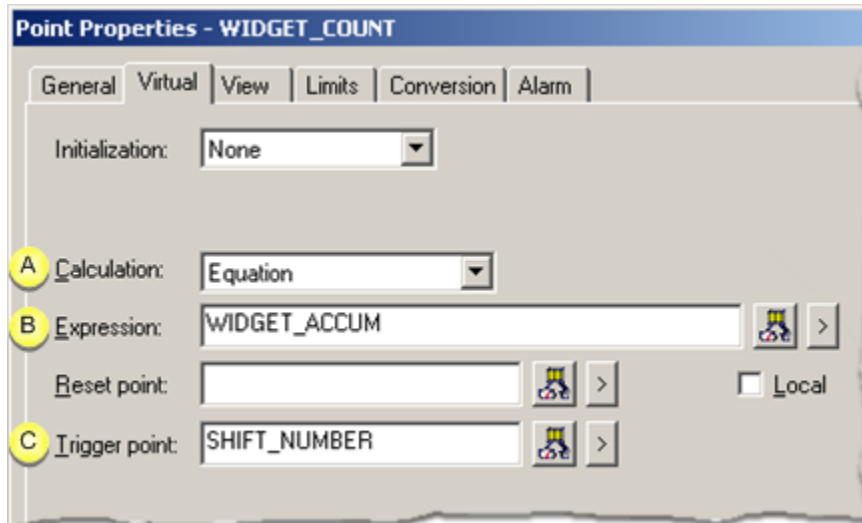 Point Properties - WIDGET_COUNT
General Virtual View Limits Conversion Alarm
Initialization: None
A Calculation: Equation
B Expression: WIDGET_ACCUM >
Reset point: > Local
C Trigger point: SHIFT_NUMBER >